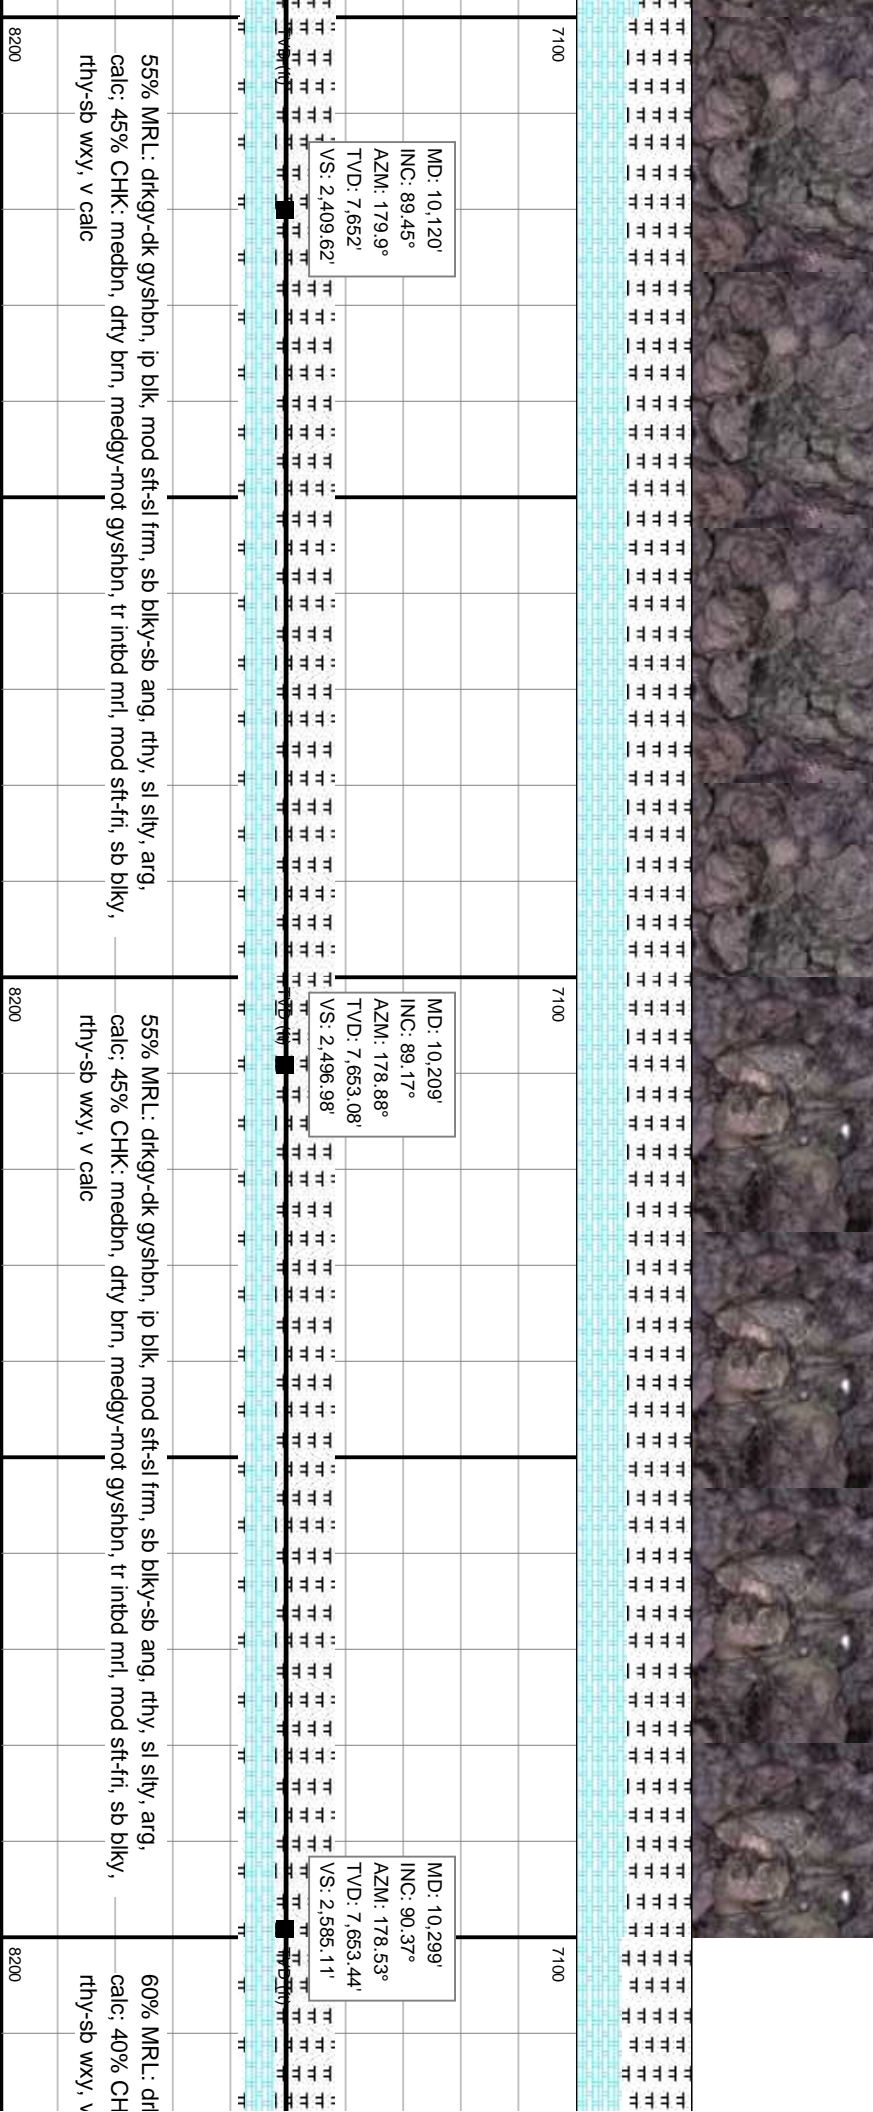 8200
TVD (ft)
7100
MD: 10,120'
INC: 89.45°
AZM: 179.9°
TVD: 7,652'
VS: 2,409.62'
55% MRL: drkgy-dk gyshbn, ip blk, mod sft-sl frm, sb blky-sb ang, rthy, sl slty, arg,
calc; 45% CHK: medbn, drty brn, medgy-mot gyshbn, tr intbd mrl, mod sft-fri, sb blky,
rthy-sb wxy, v calc
8200
TVD (ft)
7100
MD: 10,209'
INC: 89.17°
AZM: 178.88°
TVD: 7,653.08'
VS: 2,496.98'
55% MRL: drkgy-dk gyshbn, ip blk, mod sft-sl frm, sb blky-sb ang, rthy, sl slty, arg,
calc; 45% CHK: medbn, drty brn, medgy-mot gyshbn, tr intbd mrl, mod sft-fri, sb blky,
rthy-sb wxy, v calc
MD: 10,299'
INC: 90.37°
AZM: 178.53°
TVD: 7,653.44'
VS: 2,585.11'
8200
TVD (ft)
7100
60% MRL:
calc; 40%
rthy-sb wxy,